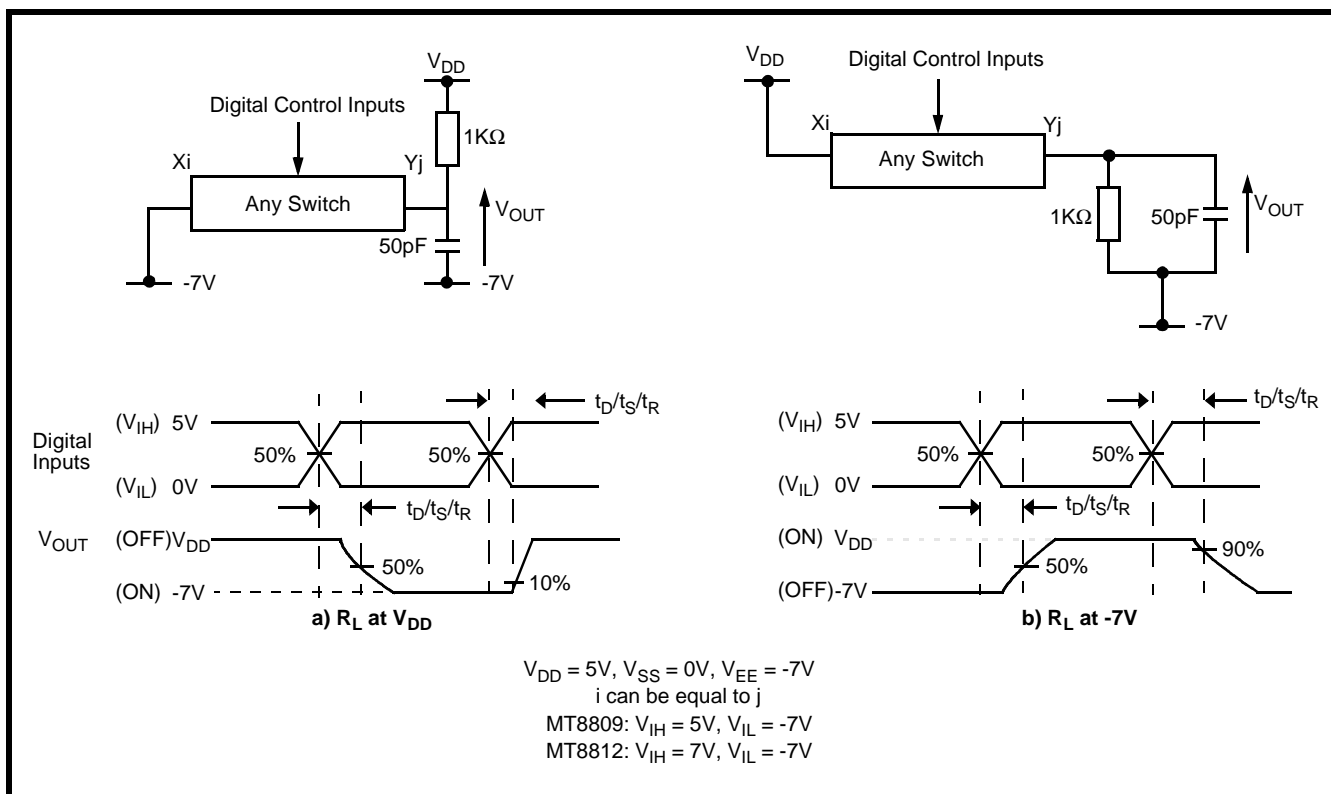 VDD
Digital Control Inputs
1KΩ
Xi
Yj
Any Switch
VOUT
50pF
-7V
-7V
VDD
Digital Control Inputs
Xi
Yj
Any Switch
1KΩ
50pF
VOUT
-7V
tD/tS/tR
Digital
Inputs
(VIH) 5V
50%
50%
(VIL) 0V
tD/tS/tR
VOUT
(OFF)VDD
50%
10%
(ON) -7V
a) RL at VDD
tD/tS/tR
(VIH) 5V
50%
50%
(VIL) 0V
tD/tS/tR
(ON) VDD
90%
50%
(OFF)-7V
b) RL at -7V
VDD = 5V, VSS = 0V, VEE = -7V
i can be equal to j
MT8809: VIH = 5V, VIL = -7V
MT8812: VIH = 7V, VIL = -7V